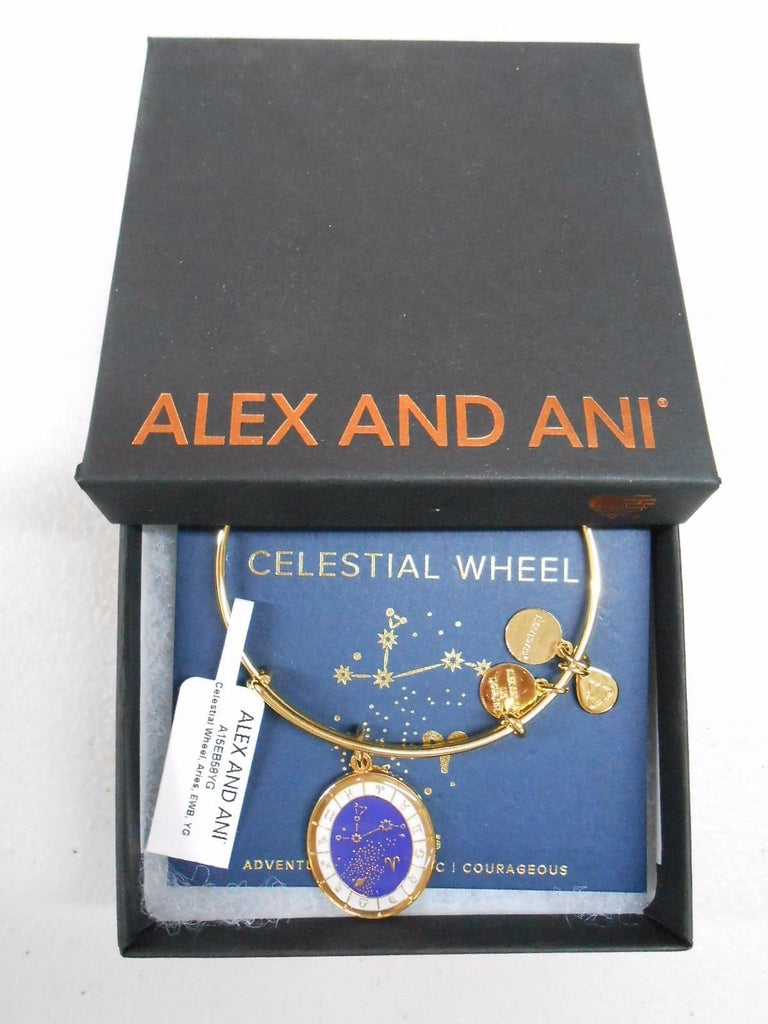 ALEX AND ANI®
CELESTIAL WHEEL
ALEX AND ANI
A15EB58YG
Celestial Wheel, Aries, EWB, YG
C | COURAGEOUS